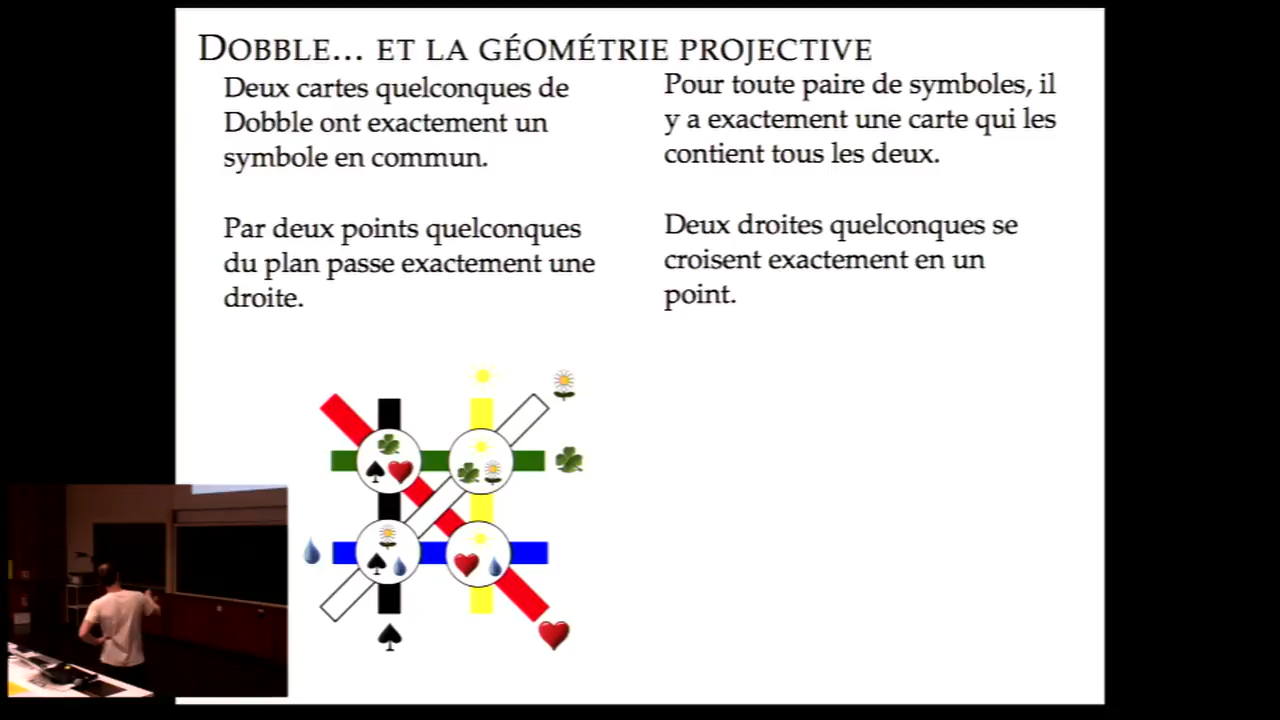 DOBBLE... ET LA GÉOMÉTRIE PROJECTIVE
Deux cartes quelconques de
Dobble ont exactement un
symbole en commun.
Par deux points quelconques
du plan passe exactement une
droite.
Pour toute paire de symboles, il
y a exactement une carte qui les
contient tous les deux.
Deux droites quelconques se
croisent exactement en un
point.